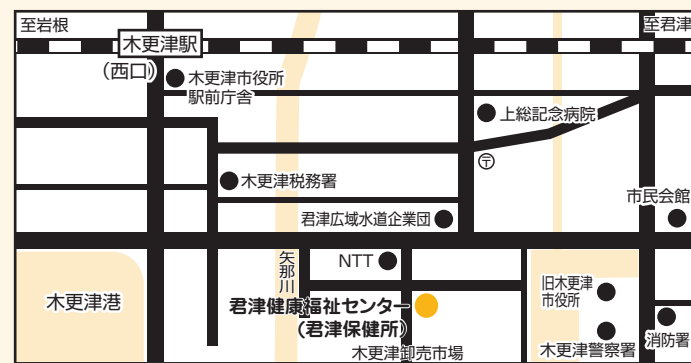 至岩根
至君津
木更津駅
(西口)
木更津市役所
駅前庁舎
上総記念病院
〒
木更津税務署
市民会館
君津広域水道企業団
矢那川
NTT
旧木更津
市役所
木更津港
君津健康福祉センター
(君津保健所)
消防署
木更津警察署
木更津卸売市場